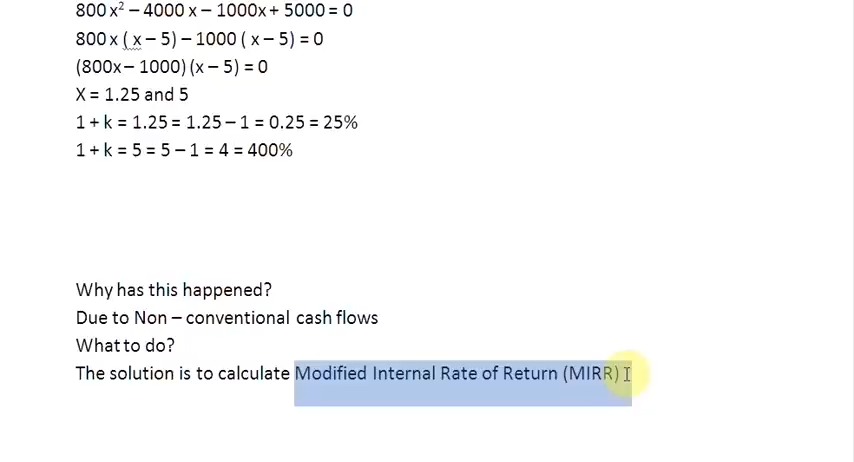 800 x² – 4000 x – 1000x + 5000 = 0
800 x ( x – 5) – 1000 ( x – 5) = 0
(800x – 1000) (x – 5) = 0
X = 1.25 and 5
1 + k = 1.25 = 1.25 – 1 = 0.25 = 25%
1 + k = 5 = 5 – 1 = 4 = 400%
Why has this happened?
Due to Non – conventional cash flows
What to do?
The solution is to calculate Modified Internal Rate of Return (MIRR)